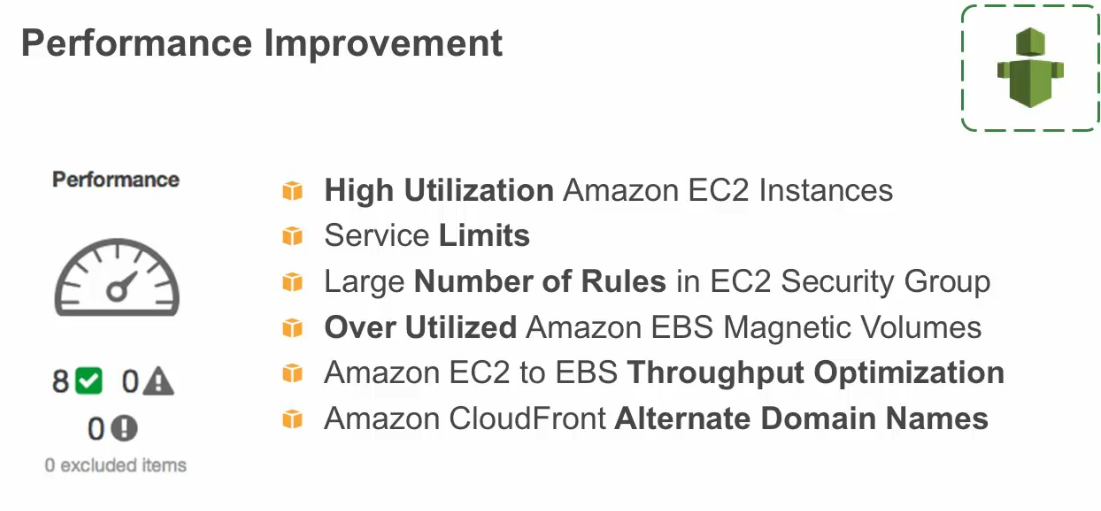 Performance Improvement
Performance
8 0
0
0 excluded items
High Utilization Amazon EC2 Instances
Service Limits
Large Number of Rules in EC2 Security Group
Over Utilized Amazon EBS Magnetic Volumes
Amazon EC2 to EBS Throughput Optimization
Amazon CloudFront Alternate Domain Names